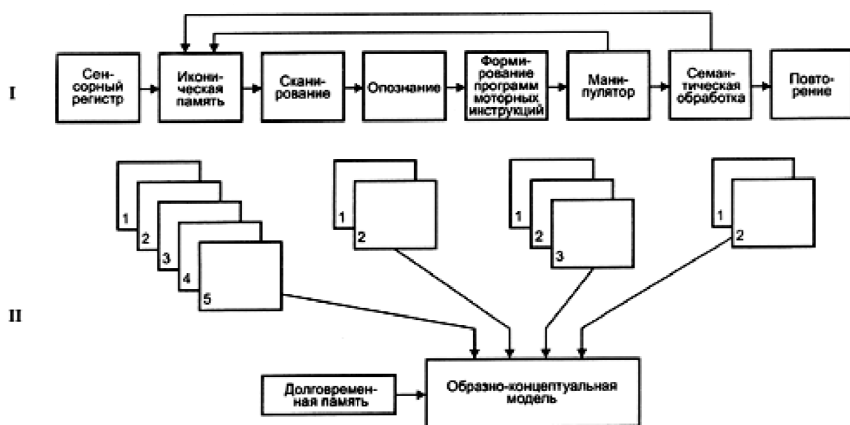 I
Сен-
сорный
регистр
Икони-
ческая
память
Скани-
рование
Опознание
Формиро-
вание
программ
моторных
инструкций
Мани-
пулятор
Семан-
тическая
обработка
Повто-
рение
1
2
3
4
5
1
2
1
2
3
1
2
II
Долговремен-
ная память
Образно-концептуальная
модель